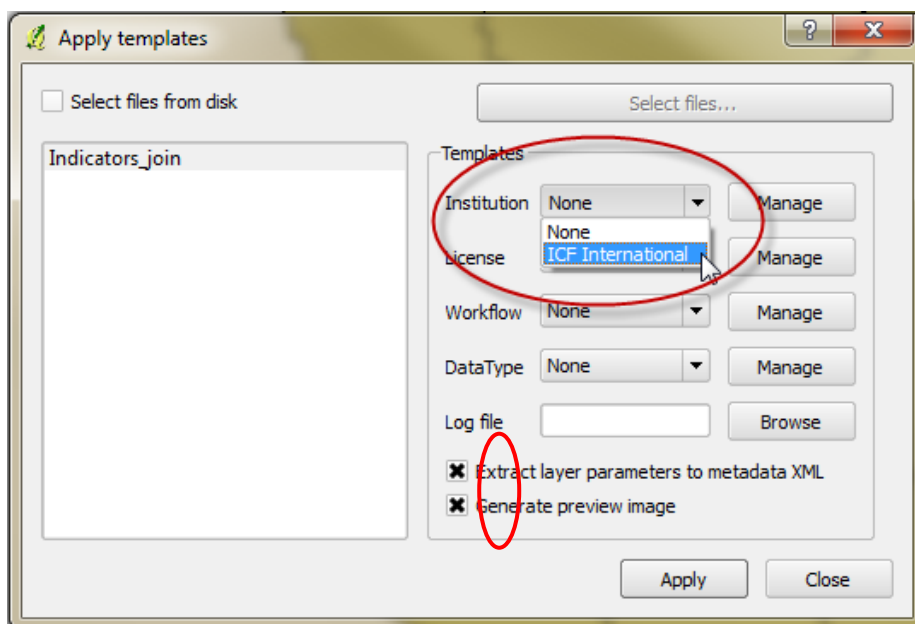 Apply templates
Select files from disk
Select files...
Indicators_join
Templates
Institution None Manage
None
ICF International
License Manage
Workflow None Manage
DataType None Manage
Log file Browse
Extract layer parameters to metadata XML
Generate preview image
Apply Close